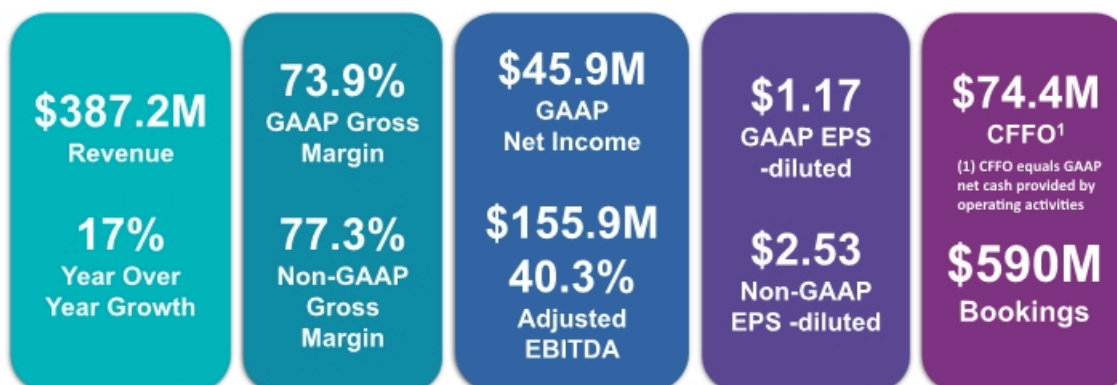 $387.2M
Revenue
17%
Year Over
Year Growth
73.9%
GAAP Gross
Margin
77.3%
Non-GAAP
Gross
Margin
$45.9M
GAAP
Net Income
$155.9M
40.3%
Adjusted
EBITDA
$1.17
GAAP EPS
-diluted
$2.53
Non-GAAP
EPS -diluted
$74.4M
CFFO¹
(1) CFFO equals GAAP
net cash provided by
operating activities
$590M
Bookings